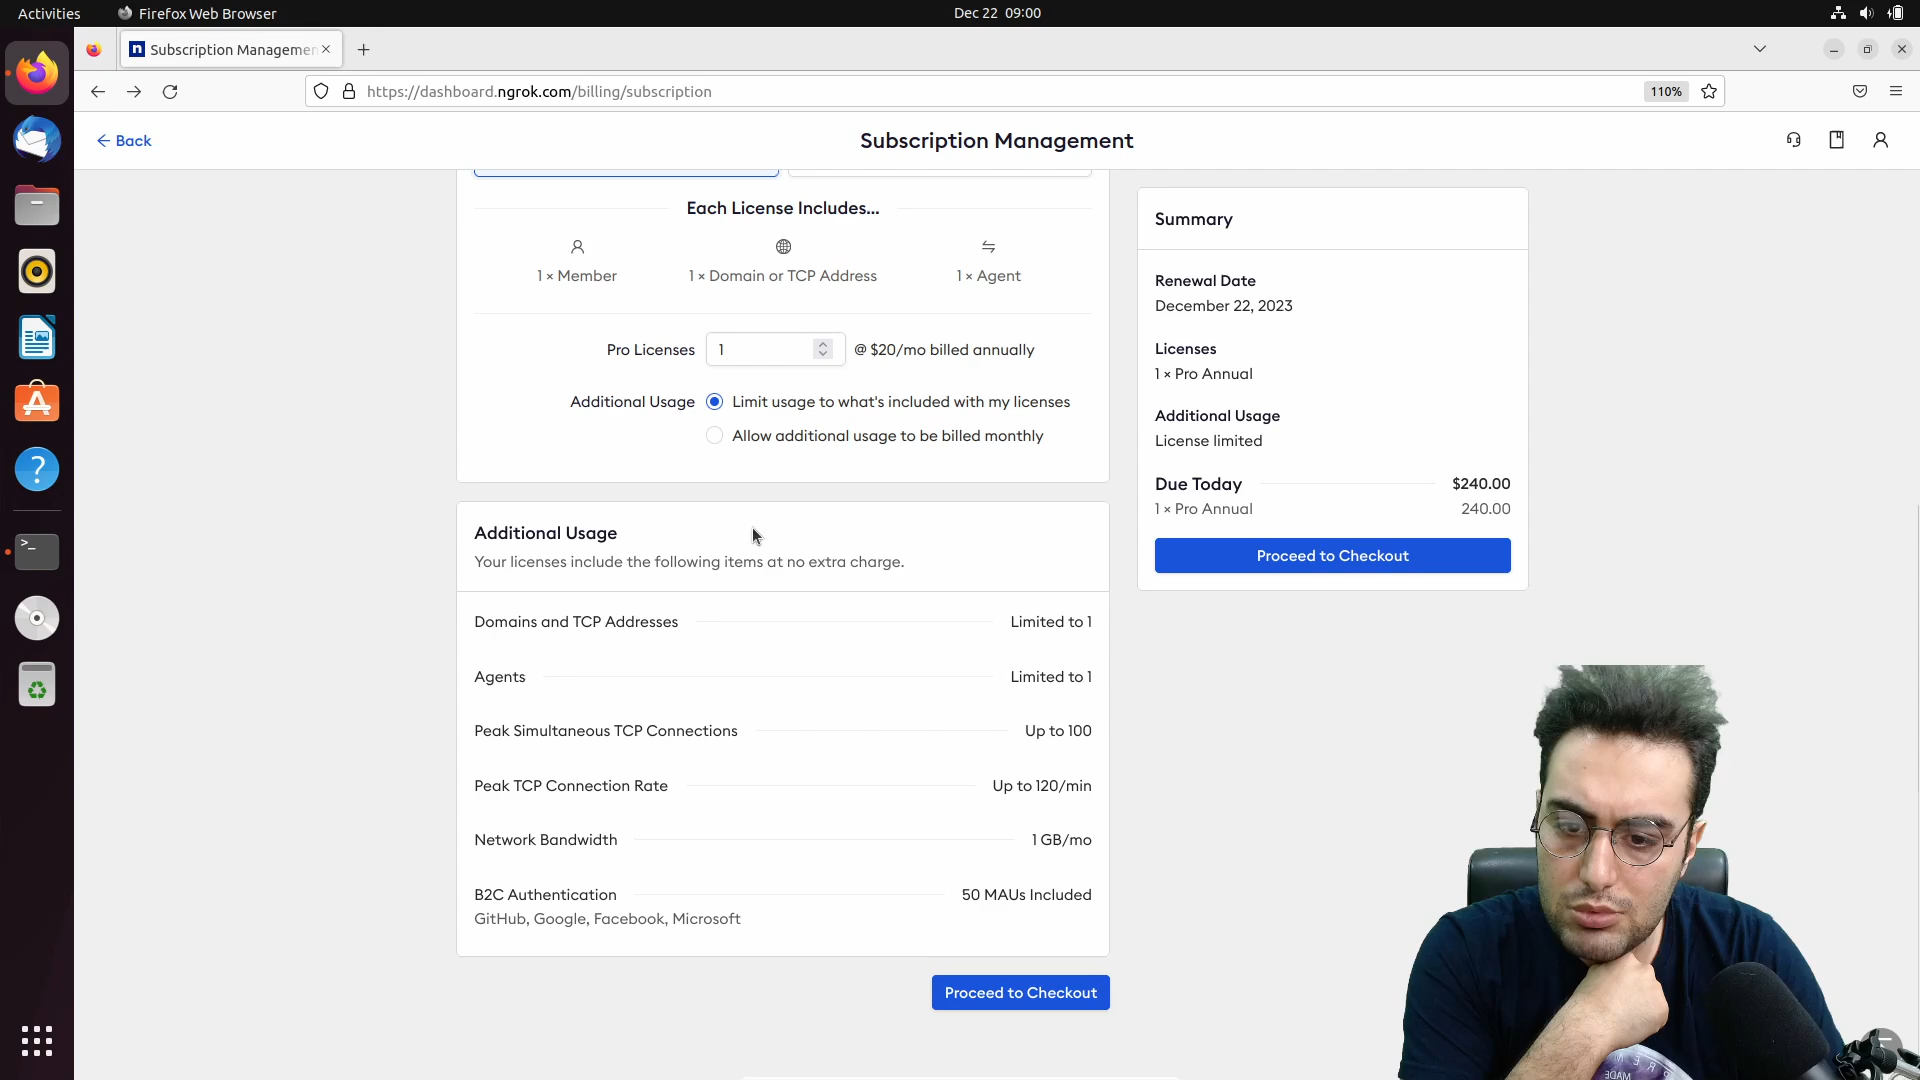 Activities
Firefox Web Browser
Dec 22 09:00
Subscription Managemen
https://dashboard.ngrok.com/billing/subscription
110%
Back
Subscription Management
Each License Includes...
1 × Member
1 × Domain or TCP Address
1 × Agent
Pro Licenses
1
@ $20/mo billed annually
Additional Usage
Limit usage to what's included with my licenses
Allow additional usage to be billed monthly
Additional Usage
Your licenses include the following items at no extra charge.
Domains and TCP Addresses
Limited to 1
Agents
Limited to 1
Peak Simultaneous TCP Connections
Up to 100
Peak TCP Connection Rate
Up to 120/min
Network Bandwidth
1 GB/mo
B2C Authentication
50 MAUs Included
GitHub, Google, Facebook, Microsoft
Proceed to Checkout
Summary
Renewal Date
December 22, 2023
Licenses
1 × Pro Annual
Additional Usage
License limited
Due Today
$240.00
1 × Pro Annual
240.00
Proceed to Checkout